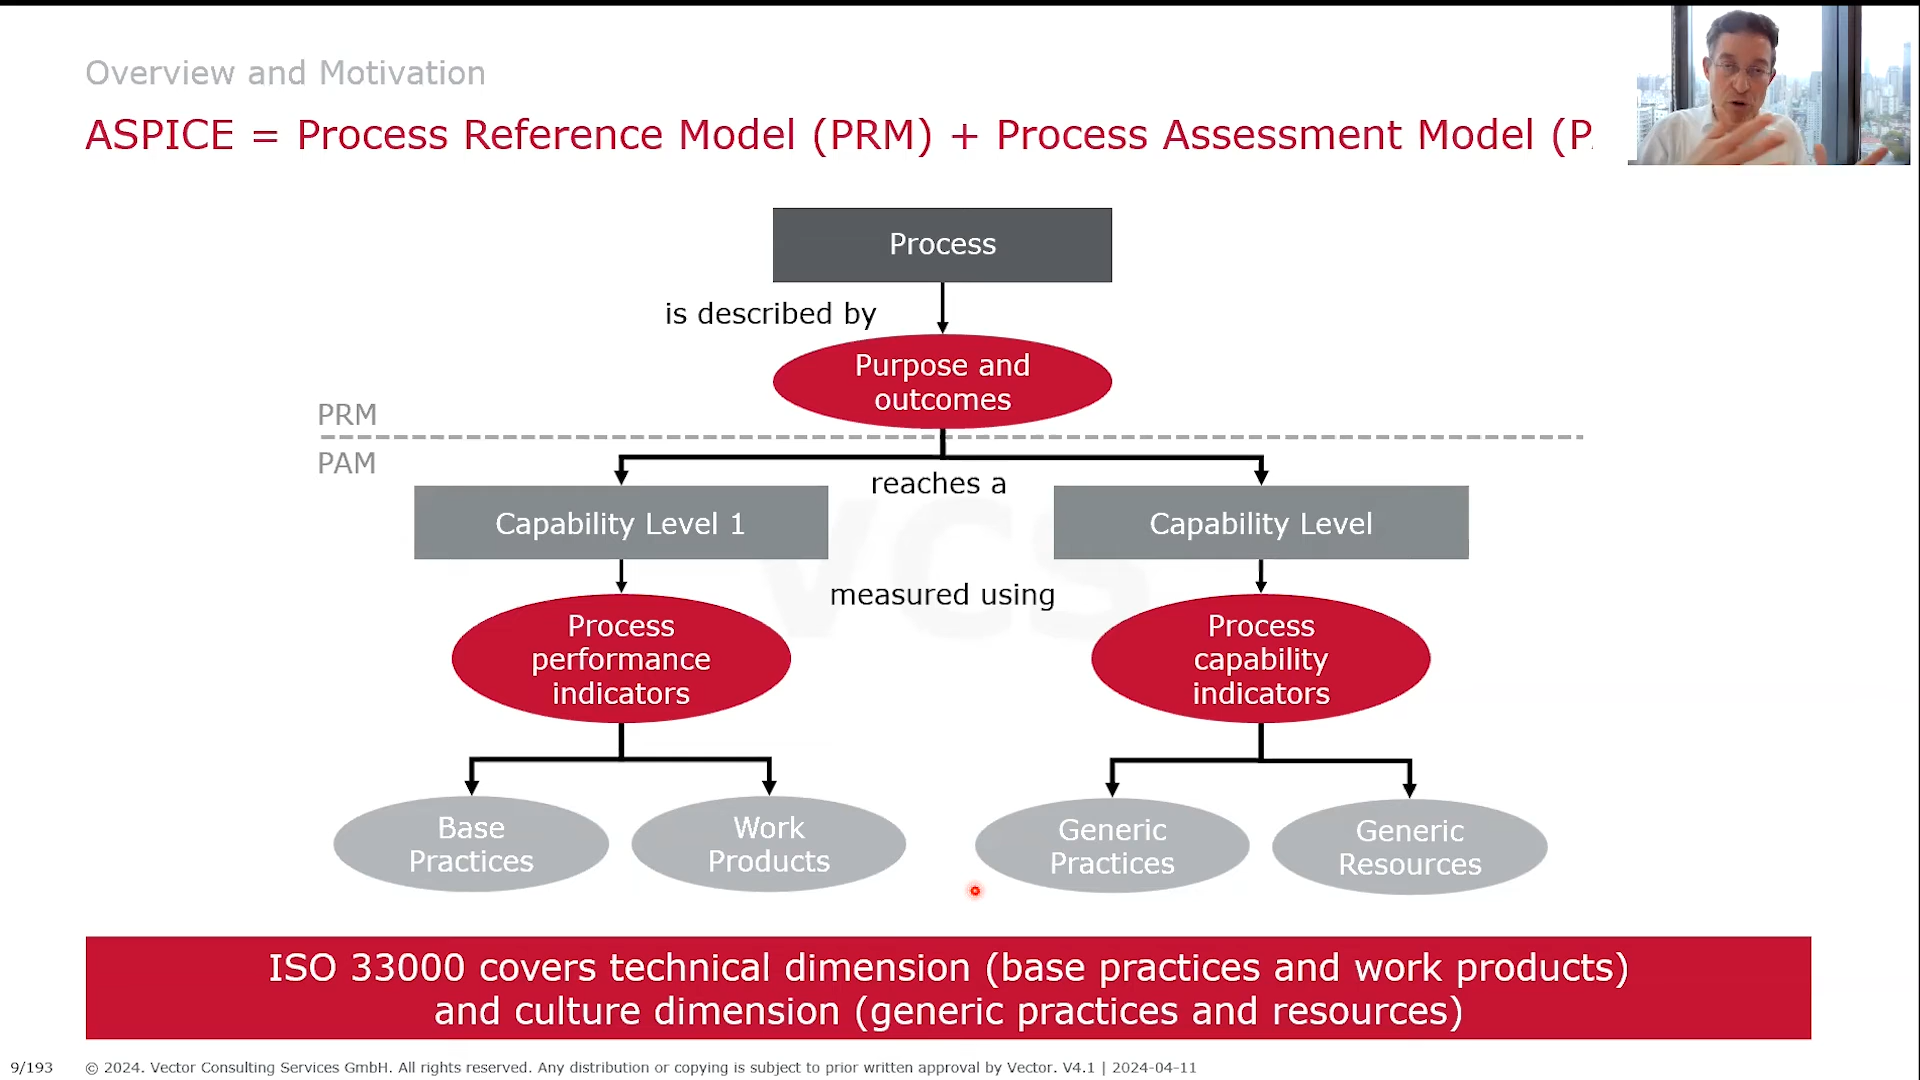 Overview and Motivation
ASPICE = Process Reference Model (PRM) + Process Assessment Model (P
Process
is described by
Purpose and
outcomes
PRM
PAM
reaches a
Capability Level 1
Capability Level
measured using
Process
performance
indicators
Process
capability
indicators
Base
Practices
Work
Products
Generic
Practices
Generic
Resources
vcs
ISO 33000 covers technical dimension (base practices and work products)
and culture dimension (generic practices and resources)
9/193
© 2024. Vector Consulting Services GmbH. All rights reserved. Any distribution or copying is subject to prior written approval by Vector. V4.1 | 2024-04-11